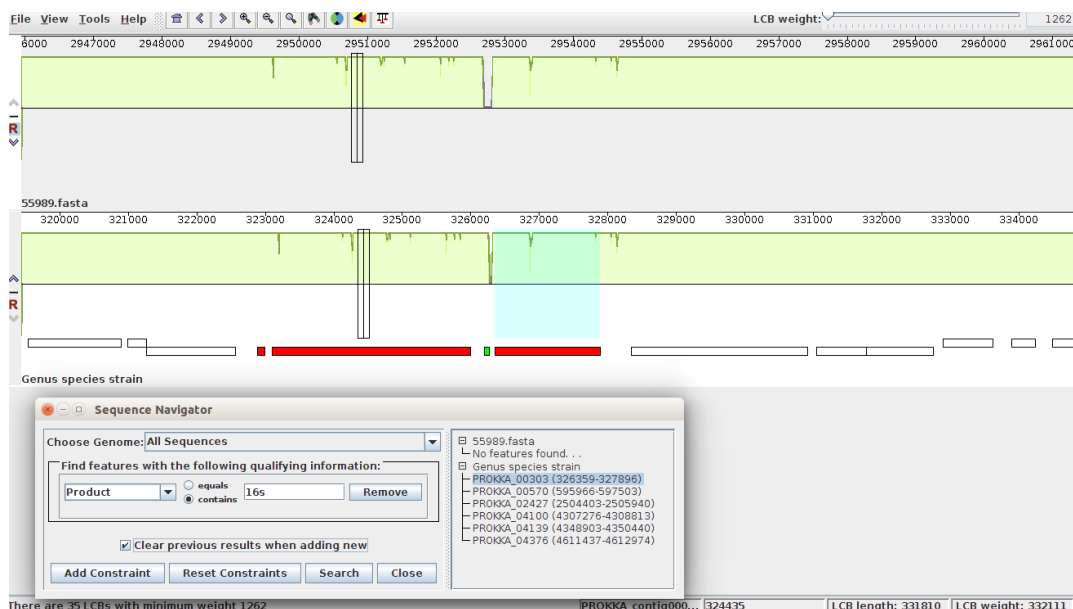 File View Tools Help
LCB weight: 1262
6000 2947000 2948000 2949000 2950000 2951000 2952000 2953000 2954000 2955000 2956000 2957000 2958000 2959000 2960000 2961000
R
55989.fasta
320000 321000 322000 323000 324000 325000 326000 327000 328000 329000 330000 331000 332000 333000 334000
R
Genus species strain
Sequence Navigator
Choose Genome: All Sequences
Find features with the following qualifying information:
Product equals contains 16s Remove
Clear previous results when adding new
Add Constraint Reset Constraints Search Close
55989.fasta
No features found. . .
Genus species strain
PROKKA_00303 (326359-327896)
PROKKA_00570 (595966-597503)
PROKKA_02427 (2504403-2505940)
PROKKA_04100 (4307276-4308813)
PROKKA_04139 (4348903-4350440)
PROKKA_04376 (4611437-4612974)
There are 35 LCBs with minimum weight 1262 PROKKA_contig000... 324435 LCB length: 331810 LCB weight: 332111